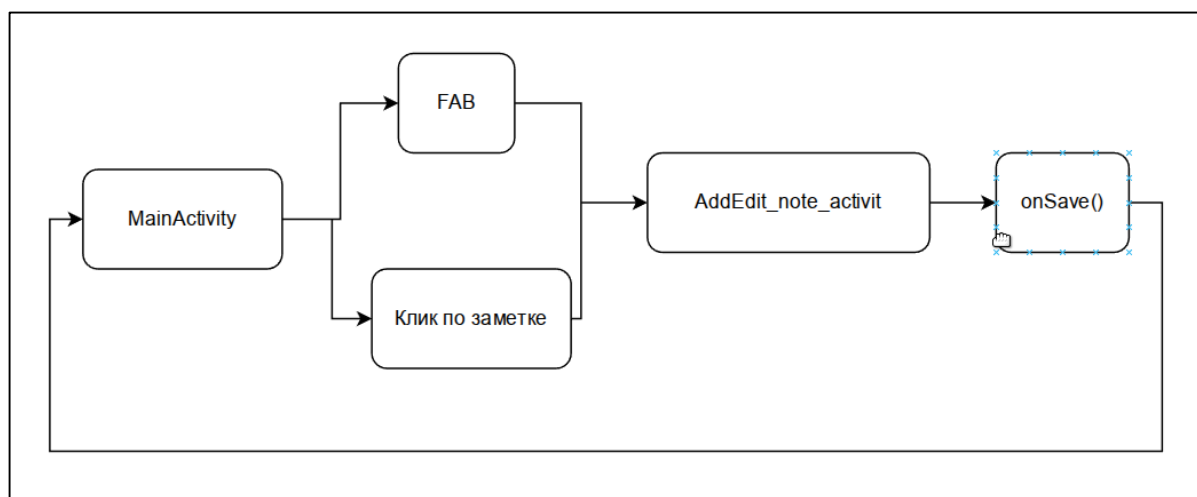 FAB
MainActivity
AddEdit_note_activit
onSave()
Клик по заметке